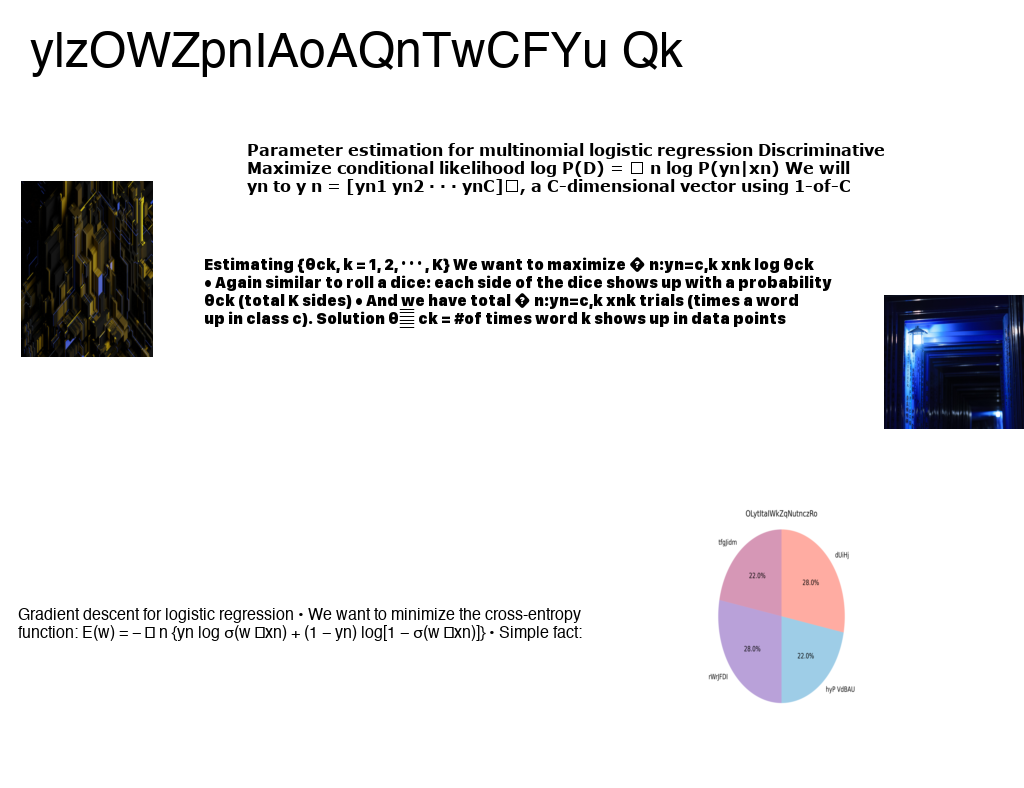 ylzOWZpnIAoAQnTwCFYu Qk
Parameter estimation for multinomial logistic regression Discriminative
Maximize conditional likelihood log P(D) = □ n log P(yn|xn) We will
yn to y n = [yn1 yn2 · · · ynC]□, a C-dimensional vector using 1-of-C
Estimating {θck, k = 1, 2, · · · , K} We want to maximize � n:yn=c,k xnk log θck
• Again similar to roll a dice: each side of the dice shows up with a probability
θck (total K sides) • And we have total � n:yn=c,k xnk trials (times a word
up in class c). Solution θ▤ ck = #of times word k shows up in data points
OLytItaIWkZqNutnczRo
tfgJidm
dUiHj
22.0%
28.0%
28.0%
22.0%
rWrJFDl
hyP VdBAU
Gradient descent for logistic regression • We want to minimize the cross-entropy
function: E(w) = – □ n {yn log σ(w □xn) + (1 – yn) log[1 – σ(w □xn)]} • Simple fact: